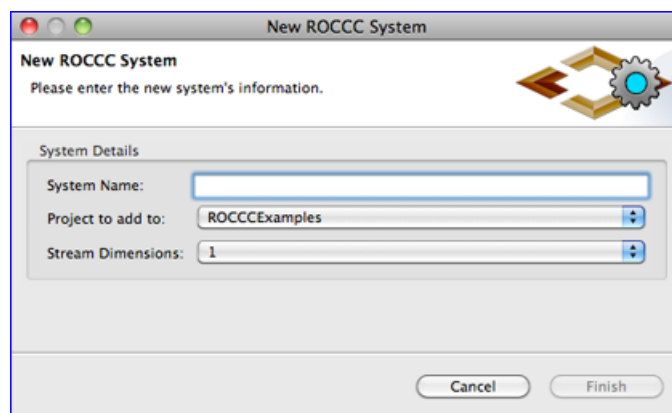 New ROCCC System
New ROCCC System
Please enter the new system's information.
System Details
System Name:
Project to add to: ROCCCExamples
Stream Dimensions: 1
Cancel Finish